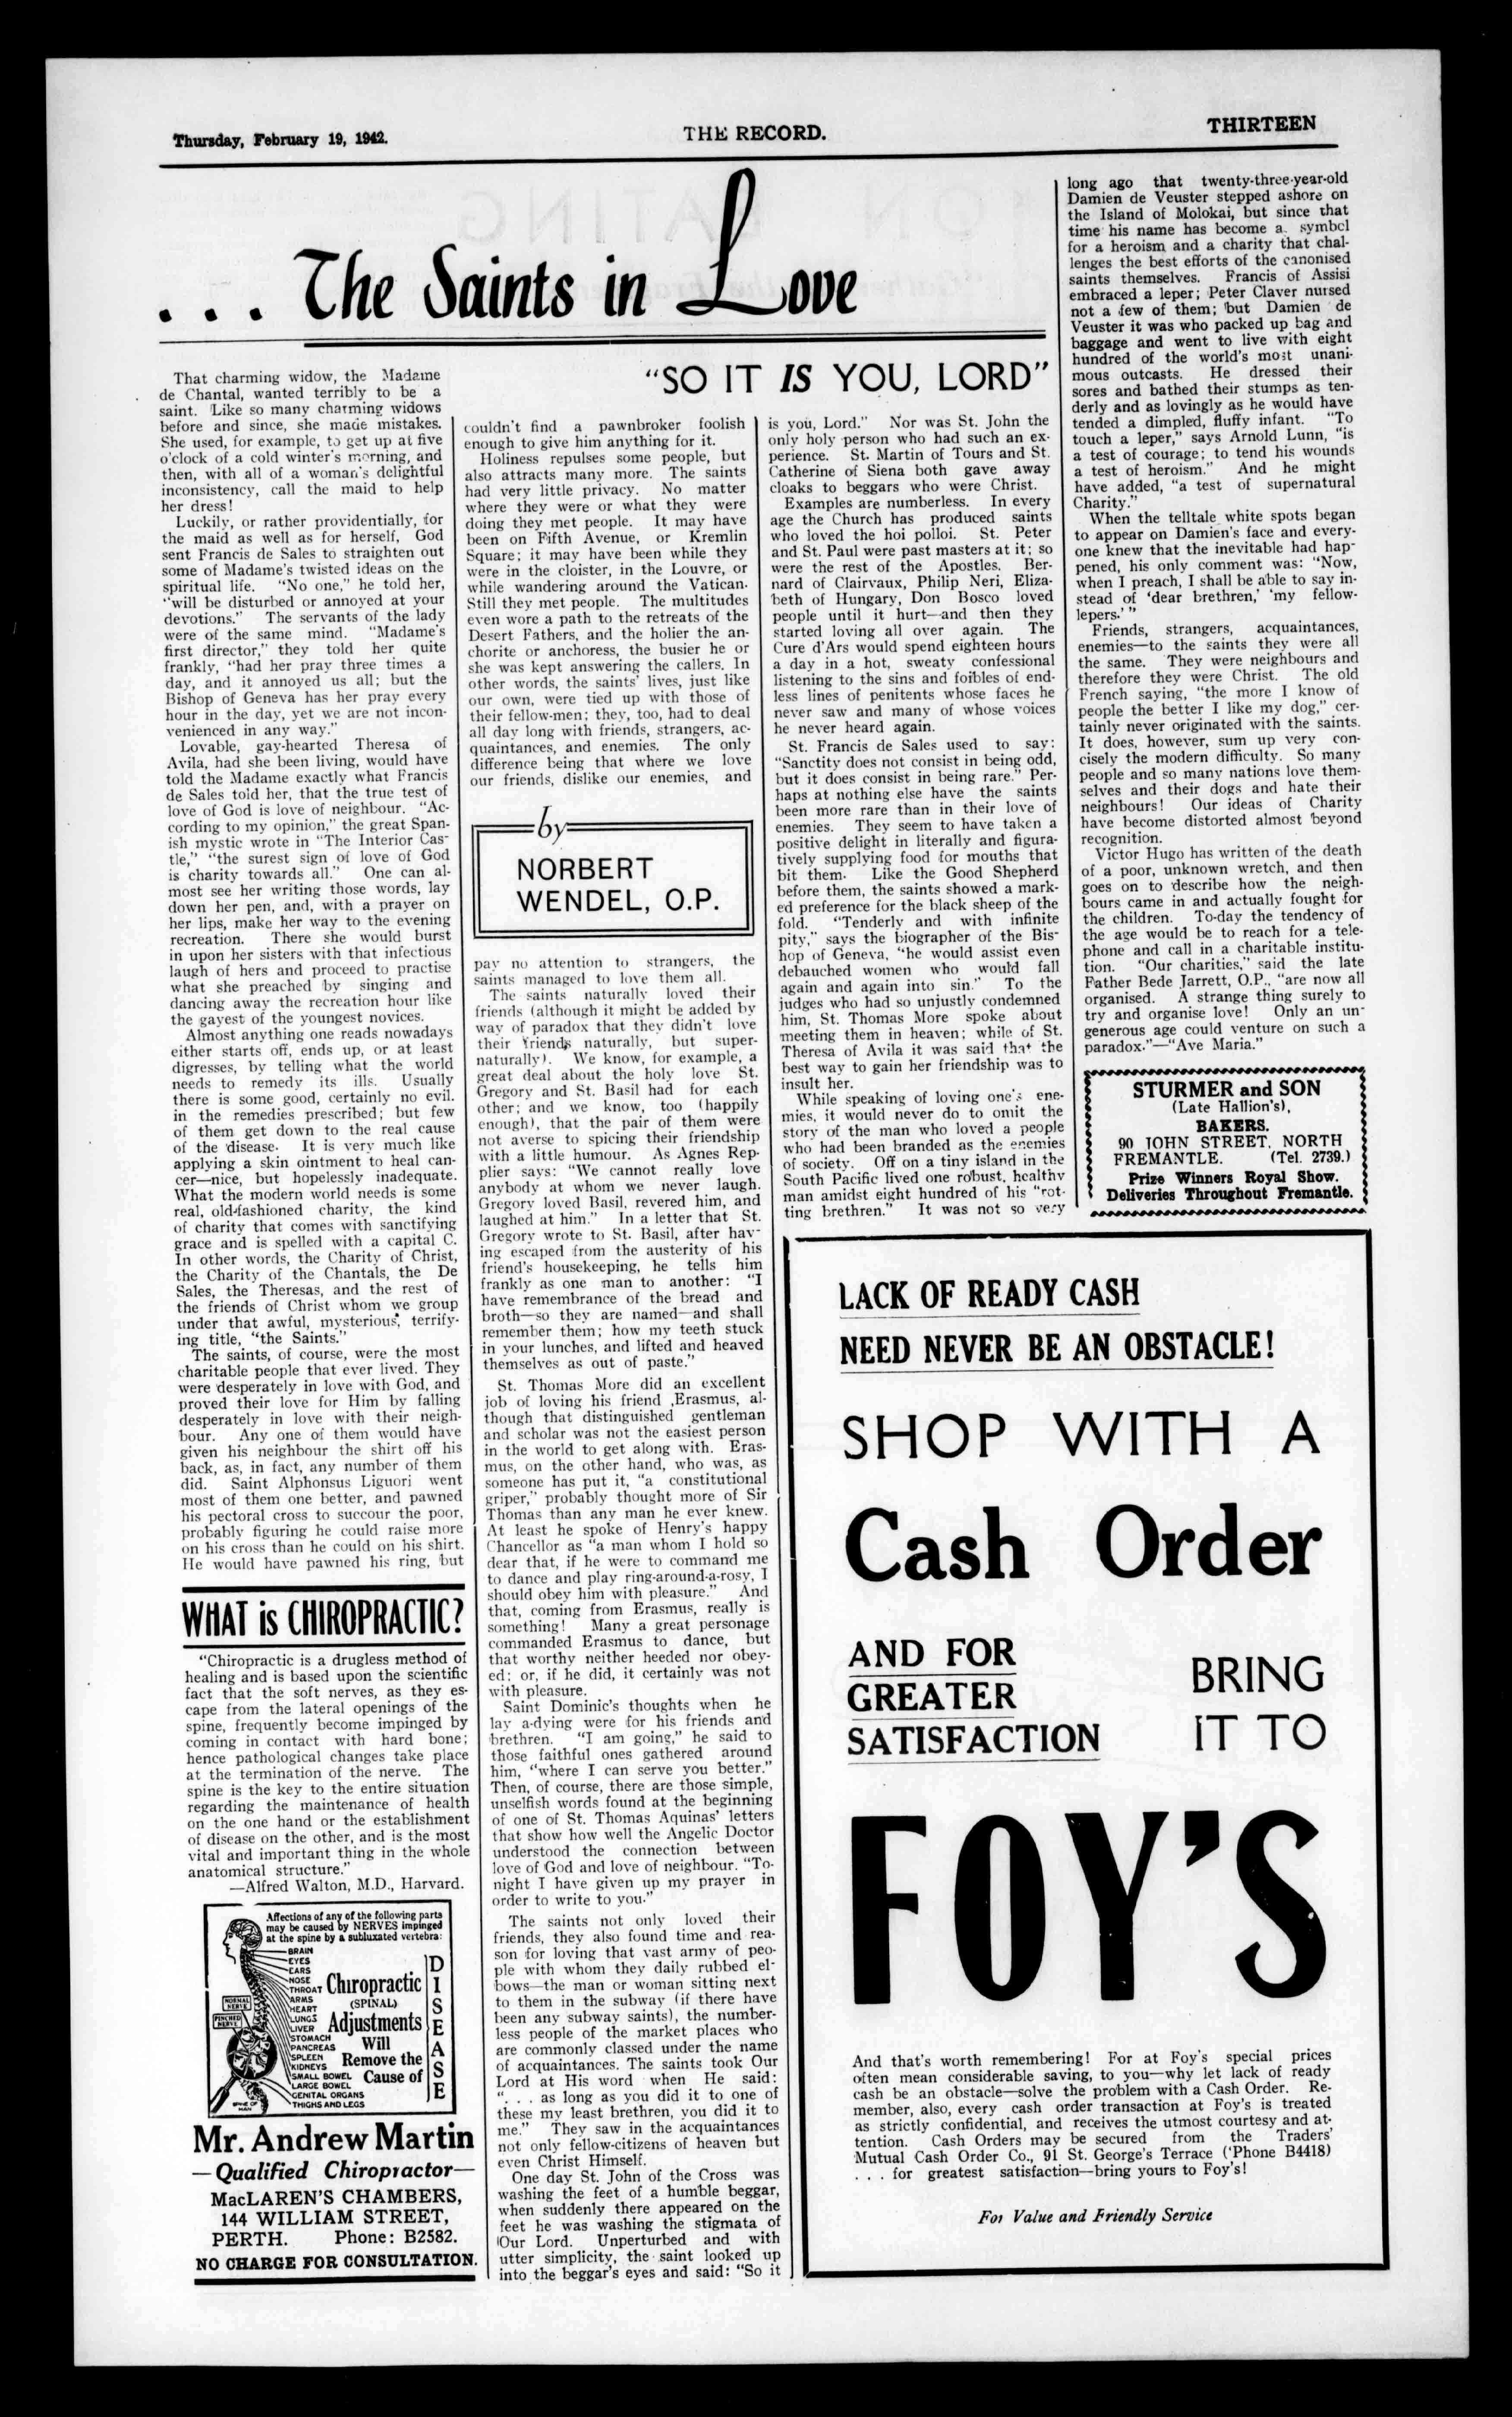 Thursday, February 19, 1942.
THE RECORD.
THIRTEEN
. . . The Saints in Love
"SO IT IS YOU, LORD"
That charming widow, the Madame
de Chantal, wanted terribly to be a
saint. Like so many charming widows
before and since, she made mistakes.
She used, for example, to get up at five
o'clock of a cold winter's morning, and
then, with all of a woman's delightful
inconsistency, call the maid to help
her dress!
Luckily, or rather providentially, for
the maid as well as for herself, God
sent Francis de Sales to straighten out
some of Madame's twisted ideas on the
spiritual life. "No one," he told her,
"will be disturbed or annoyed at your
devotions." The servants of the lady
were of the same mind. "Madame's
first director," they told her quite
frankly, "had her pray three times a
day, and it annoyed us all; but the
Bishop of Geneva has her pray every
hour in the day, yet we are not incon-
venienced in any way."
Lovable, gay-hearted Theresa of
Avila, had she been living, would have
told the Madame exactly what Francis
de Sales told her, that the true test of
love of God is love of neighbour. "Ac-
cording to my opinion," the great Span-
ish mystic wrote in "The Interior Cas-
tle," "the surest sign of love of God
is charity towards all." One can al-
most see her writing those words, lay
down her pen, and, with a prayer on
her lips, make her way to the evening
recreation. There she would burst
in upon her sisters with that infectious
laugh of hers and proceed to practise
what she preached by singing and
dancing away the recreation hour like
the gayest of the youngest novices.
Almost anything one reads nowadays
either starts off, ends up, or at least
digresses, by telling what the world
needs to remedy its ills. Usually
there is some good, certainly no evil.
in the remedies prescribed; but few
of them get down to the real cause
of the disease. It is very much like
applying a skin ointment to heal can-
cer—nice, but hopelessly inadequate.
What the modern world needs is some
real, old-fashioned charity, the kind
of charity that comes with sanctifying
grace and is spelled with a capital C.
In other words, the Charity of Christ,
the Charity of the Chantals, the De
Sales, the Theresas, and the rest of
the friends of Christ whom we group
under that awful, mysterious, terrify-
ing title, "the Saints."
The saints, of course, were the most
charitable people that ever lived. They
were desperately in love with God, and
proved their love for Him by falling
desperately in love with their neigh-
bour. Any one of them would have
given his neighbour the shirt off his
back, as, in fact, any number of them
did. Saint Alphonsus Liguori went
most of them one better, and pawned
his pectoral cross to succour the poor,
probably figuring he could raise more
on his cross than he could on his shirt.
He would have pawned his ring, but
WHAT is CHIROPRACTIC?
"Chiropractic is a drugless method of
healing and is based upon the scientific
fact that the soft nerves, as they es-
cape from the lateral openings of the
spine, frequently become impinged by
coming in contact with hard bone;
hence pathological changes take place
at the termination of the nerve. The
spine is the key to the entire situation
regarding the maintenance of health
on the one hand or the establishment
of disease on the other, and is the most
vital and important thing in the whole
anatomical structure."
—Alfred Walton, M.D., Harvard.
Affections of any of the following parts
may be caused by NERVES impinged
at the spine by a subluxated vertebra:
BRAIN
EYES
EARS
NOSE
THROAT
ARMS
HEART
LUNGS
LIVER
STOMACH
PANCREAS
SPLEEN
KIDNEYS
SMALL BOWEL
LARGE BOWEL
GENITAL ORGANS
THIGHS AND LEGS
NORMAL NERVE
PINCHED NERVE
SPINE OF MAN
Chiropractic
(SPINAL)
Adjustments
Will
Remove the
Cause of
DISEASE
Mr. Andrew Martin
—Qualified Chiropractor—
MacLAREN'S CHAMBERS,
144 WILLIAM STREET,
PERTH. Phone: B2582.
NO CHARGE FOR CONSULTATION.
couldn't find a pawnbroker foolish
enough to give him anything for it.
Holiness repulses some people, but
also attracts many more. The saints
had very little privacy. No matter
where they were or what they were
doing they met people. It may have
been on Fifth Avenue, or Kremlin
Square; it may have been while they
were in the cloister, in the Louvre, or
while wandering around the Vatican.
Still they met people. The multitudes
even wore a path to the retreats of the
Desert Fathers, and the holier the an-
chorite or anchoress, the busier he or
she was kept answering the callers. In
other words, the saints' lives, just like
our own, were tied up with those of
their fellow-men; they, too, had to deal
all day long with friends, strangers, ac-
quaintances, and enemies. The only
difference being that where we love
our friends, dislike our enemies, and
by
NORBERT
WENDEL, O.P.
pay no attention to strangers, the
saints managed to love them all.
The saints naturally loved their
friends (although it might be added by
way of paradox that they didn't love
their friends naturally, but super-
naturally). We know, for example, a
great deal about the holy love St.
Gregory and St. Basil had for each
other; and we know, too (happily
enough), that the pair of them were
not averse to spicing their friendship
with a little humour. As Agnes Rep-
plier says: "We cannot really love
anybody at whom we never laugh.
Gregory loved Basil, revered him, and
laughed at him." In a letter that St.
Gregory wrote to St. Basil, after hav-
ing escaped from the austerity of his
friend's housekeeping, he tells him
frankly as one man to another: "I
have remembrance of the bread and
broth—so they are named—and shall
remember them; how my teeth stuck
in your lunches, and lifted and heaved
themselves as out of paste."
St. Thomas More did an excellent
job of loving his friend ,Erasmus, al-
though that distinguished gentleman
and scholar was not the easiest person
in the world to get along with. Eras-
mus, on the other hand, who was, as
someone has put it, "a constitutional
griper," probably thought more of Sir
Thomas than any man he ever knew.
At least he spoke of Henry's happy
Chancellor as "a man whom I hold so
dear that, if he were to command me
to dance and play ring-around-a-rosy, I
should obey him with pleasure." And
that, coming from Erasmus, really is
something! Many a great personage
commanded Erasmus to dance, but
that worthy neither heeded nor obey-
ed; or, if he did, it certainly was not
with pleasure.
Saint Dominic's thoughts when he
lay a-dying were for his friends and
brethren. "I am going," he said to
those faithful ones gathered around
him, "where I can serve you better."
Then, of course, there are those simple,
unselfish words found at the beginning
of one of St. Thomas Aquinas' letters
that show how well the Angelic Doctor
understood the connection between
love of God and love of neighbour. "To-
night I have given up my prayer in
order to write to you."
The saints not only loved their
friends, they also found time and rea-
son for loving that vast army of peo-
ple with whom they daily rubbed el-
bows—the man or woman sitting next
to them in the subway (if there have
been any subway saints), the number-
less people of the market places who
are commonly classed under the name
of acquaintances. The saints took Our
Lord at His word when He said:
". . . as long as you did it to one of
these my least brethren, you did it to
me." They saw in the acquaintances
not only fellow-citizens of heaven but
even Christ Himself.
One day St. John of the Cross was
washing the feet of a humble beggar,
when suddenly there appeared on the
feet he was washing the stigmata of
Our Lord. Unperturbed and with
utter simplicity, the saint looked up
into the beggar's eyes and said: "So it
is you, Lord." Nor was St. John the
only holy person who had such an ex-
perience. St. Martin of Tours and St.
Catherine of Siena both gave away
cloaks to beggars who were Christ.
Examples are numberless. In every
age the Church has produced saints
who loved the hoi polloi. St. Peter
and St. Paul were past masters at it; so
were the rest of the Apostles. Ber-
nard of Clairvaux, Philip Neri, Eliza-
beth of Hungary, Don Bosco loved
people until it hurt—and then they
started loving all over again. The
Cure d'Ars would spend eighteen hours
a day in a hot, sweaty confessional
listening to the sins and foibles of end-
less lines of penitents whose faces he
never saw and many of whose voices
he never heard again.
St. Francis de Sales used to say:
"Sanctity does not consist in being odd,
but it does consist in being rare." Per-
haps at nothing else have the saints
been more rare than in their love of
enemies. They seem to have taken a
positive delight in literally and figura-
tively supplying food for mouths that
bit them. Like the Good Shepherd
before them, the saints showed a mark-
ed preference for the black sheep of the
fold. "Tenderly and with infinite
pity," says the biographer of the Bis-
hop of Geneva, "he would assist even
debauched women who would fall
again and again into sin." To the
judges who had so unjustly condemned
him, St. Thomas More spoke about
meeting them in heaven; while of St.
Theresa of Avila it was said that the
best way to gain her friendship was to
insult her.
While speaking of loving one's ene-
mies, it would never do to omit the
story of the man who loved a people
who had been branded as the enemies
of society. Off on a tiny island in the
South Pacific lived one robust, healthy
man amidst eight hundred of his "rot-
ting brethren." It was not so very
long ago that twenty-three-year-old
Damien de Veuster stepped ashore on
the Island of Molokai, but since that
time his name has become a symbol
for a heroism and a charity that chal-
lenges the best efforts of the canonised
saints themselves. Francis of Assisi
embraced a leper; Peter Claver nursed
not a few of them; but Damien de
Veuster it was who packed up bag and
baggage and went to live with eight
hundred of the world's most unani-
mous outcasts. He dressed their
sores and bathed their stumps as ten-
derly and as lovingly as he would have
tended a dimpled, fluffy infant. "To
touch a leper," says Arnold Lunn, "is
a test of courage; to tend his wounds
a test of heroism." And he might
have added, "a test of supernatural
Charity."
When the telltale white spots began
to appear on Damien's face and every-
one knew that the inevitable had hap-
pened, his only comment was: "Now,
when I preach, I shall be able to say in-
stead of 'dear brethren,' 'my fellow-
lepers.' "
Friends, strangers, acquaintances,
enemies—to the saints they were all
the same. They were neighbours and
therefore they were Christ. The old
French saying, "the more I know of
people the better I like my dog," cer-
tainly never originated with the saints.
It does, however, sum up very con-
cisely the modern difficulty. So many
people and so many nations love them-
selves and their dogs and hate their
neighbours! Our ideas of Charity
have become distorted almost beyond
recognition.
Victor Hugo has written of the death
of a poor, unknown wretch, and then
goes on to describe how the neigh-
bours came in and actually fought for
the children. To-day the tendency of
the age would be to reach for a tele-
phone and call in a charitable institu-
tion. "Our charities," said the late
Father Bede Jarrett, O.P., "are now all
organised. A strange thing surely to
try and organise love! Only an un-
generous age could venture on such a
paradox."—"Ave Maria."
STURMER and SON
(Late Hallion's),
BAKERS.
90 JOHN STREET, NORTH
FREMANTLE. (Tel. 2739.)
Prize Winners Royal Show.
Deliveries Throughout Fremantle.
LACK OF READY CASH
NEED NEVER BE AN OBSTACLE!
SHOP WITH A
Cash Order
AND FOR
GREATER
SATISFACTION
BRING
IT TO
FOY'S
And that's worth remembering! For at Foy's special prices
often mean considerable saving, to you—why let lack of ready
cash be an obstacle—solve the problem with a Cash Order. Re-
member, also, every cash order transaction at Foy's is treated
as strictly confidential, and receives the utmost courtesy and at-
tention. Cash Orders may be secured from the Traders'
Mutual Cash Order Co., 91 St. George's Terrace ('Phone B4418)
. . . for greatest satisfaction—bring yours to Foy's!
For Value and Friendly Service